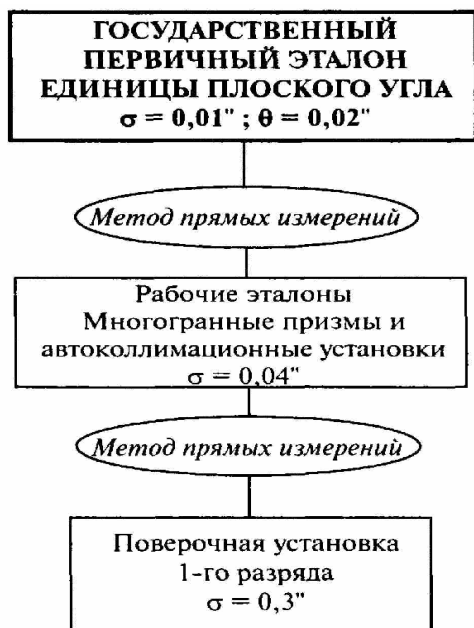 ГОСУДАРСТВЕННЫЙ
ПЕРВИЧНЫЙ ЭТАЛОН
ЕДИНИЦЫ ПЛОСКОГО УГЛА
σ = 0,01" ; θ = 0,02"
Метод прямых измерений
Рабочие эталоны
Многогранные призмы и
автоколлимационные установки
σ = 0,04"
Метод прямых измерений
Поверочная установка
1-го разряда
σ = 0,3"